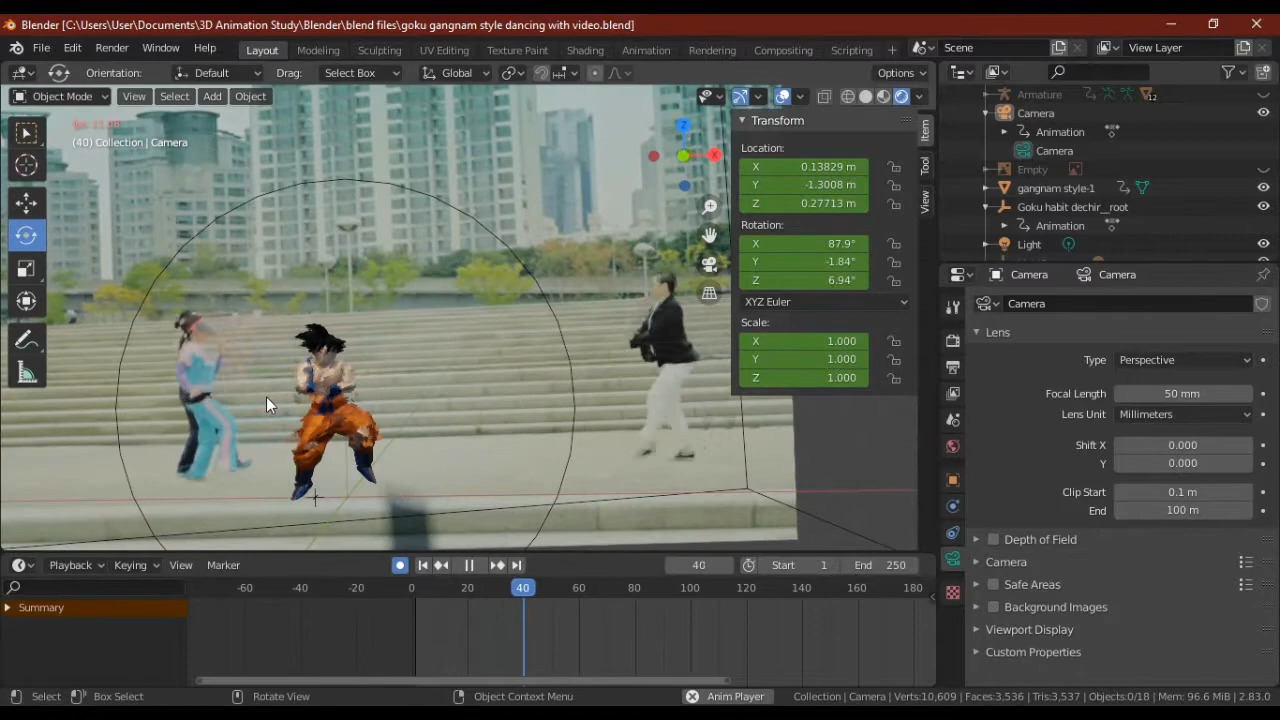 Blender [C:\Users\User\Documents\3D Animation Study\Blender\blend files\goku gangnam style dancing with video.blend]
File Edit Render Window Help Layout Modeling Sculpting UV Editing Texture Paint Shading Animation Rendering Compositing Scripting + Scene View Layer
Orientation: Default Drag: Select Box Global Options
Object Mode View Select Add Object
(40) Collection | Camera
Z
X
Transform
Location:
X 0.13829 m
Y -1.3008 m
Z 0.27713 m
Rotation:
X 87.9°
Y -1.84°
Z 6.94°
XYZ Euler
Scale:
X 1.000
Y 1.000
Z 1.000
Item
Tool
View
Armature 12
Camera
Animation
Camera
Empty
gangnam style-1
Goku habit dechir__root
Animation
Light
Camera Camera
Camera
Lens
Type Perspective
Focal Length 50 mm
Lens Unit Millimeters
Shift X 0.000
Y 0.000
Clip Start 0.1 m
End 100 m
Depth of Field
Camera
Safe Areas
Background Images
Viewport Display
Custom Properties
Playback Keying View Marker 40 Start 1 End 250
-60 -40 -20 0 20 40 60 80 100 120 140 160 180
Summary
Select Box Select Rotate View Object Context Menu Anim Player Collection | Camera | Verts:10,609 | Faces:3,536 | Tris:3,537 | Objects:0/18 | Mem: 96.6 MiB | 2.83.0